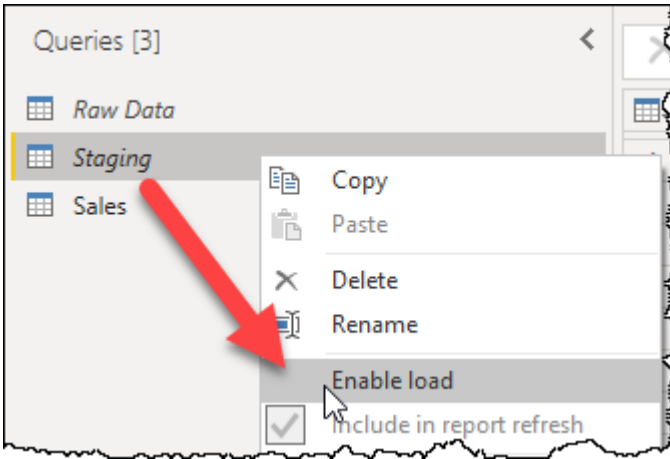 Queries [3]
Raw Data
Staging
Sales
Copy
Paste
Delete
Rename
Enable load
Include in report refresh